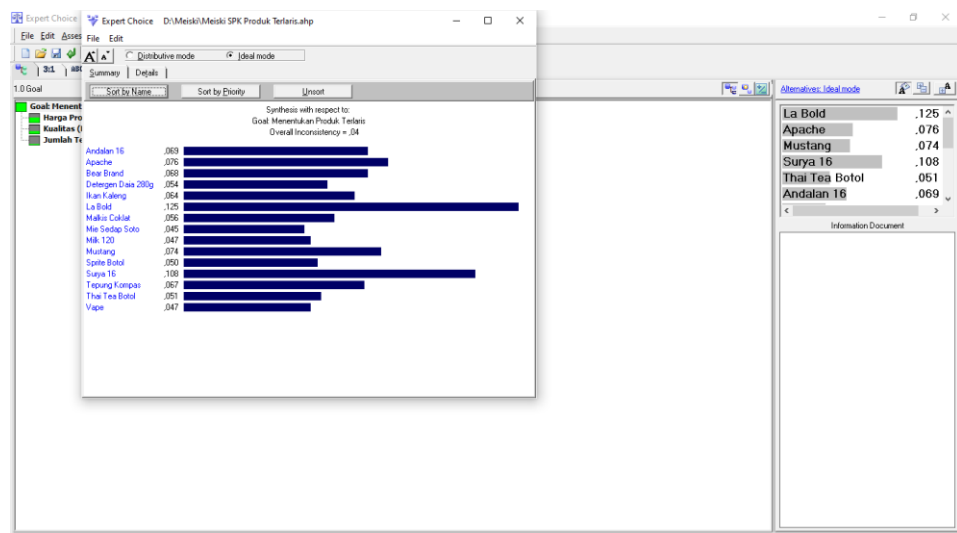 Expert Choice
Expert Choice D:\Meiski\Meiski SPK Produk Terlaris.ahp
File Edit Asses
File Edit
Distributive mode
Ideal mode
3:1
Summary
Details
1.0 Goal
Sort by Name
Sort by Priority
Unsort
Alternatives: Ideal mode
Goal: Menent
Harga Pro
Kualitas (
Jumlah Te
Synthesis with respect to:
Goal: Menentukan Produk Terlaris
Overall Inconsistency = ,04
Andalan 16 ,069
Apache ,076
Bear Brand ,068
Detergen Daia 280g ,054
Ikan Kaleng ,064
La Bold ,125
Malkis Coklat ,056
Mie Sedap Soto ,045
Milk 120 ,047
Mustang ,074
Sprite Botol ,050
Surya 16 ,108
Tepung Kompas ,067
Thai Tea Botol ,051
Vape ,047
La Bold ,125
Apache ,076
Mustang ,074
Surya 16 ,108
Thai Tea Botol ,051
Andalan 16 ,069
Information Document